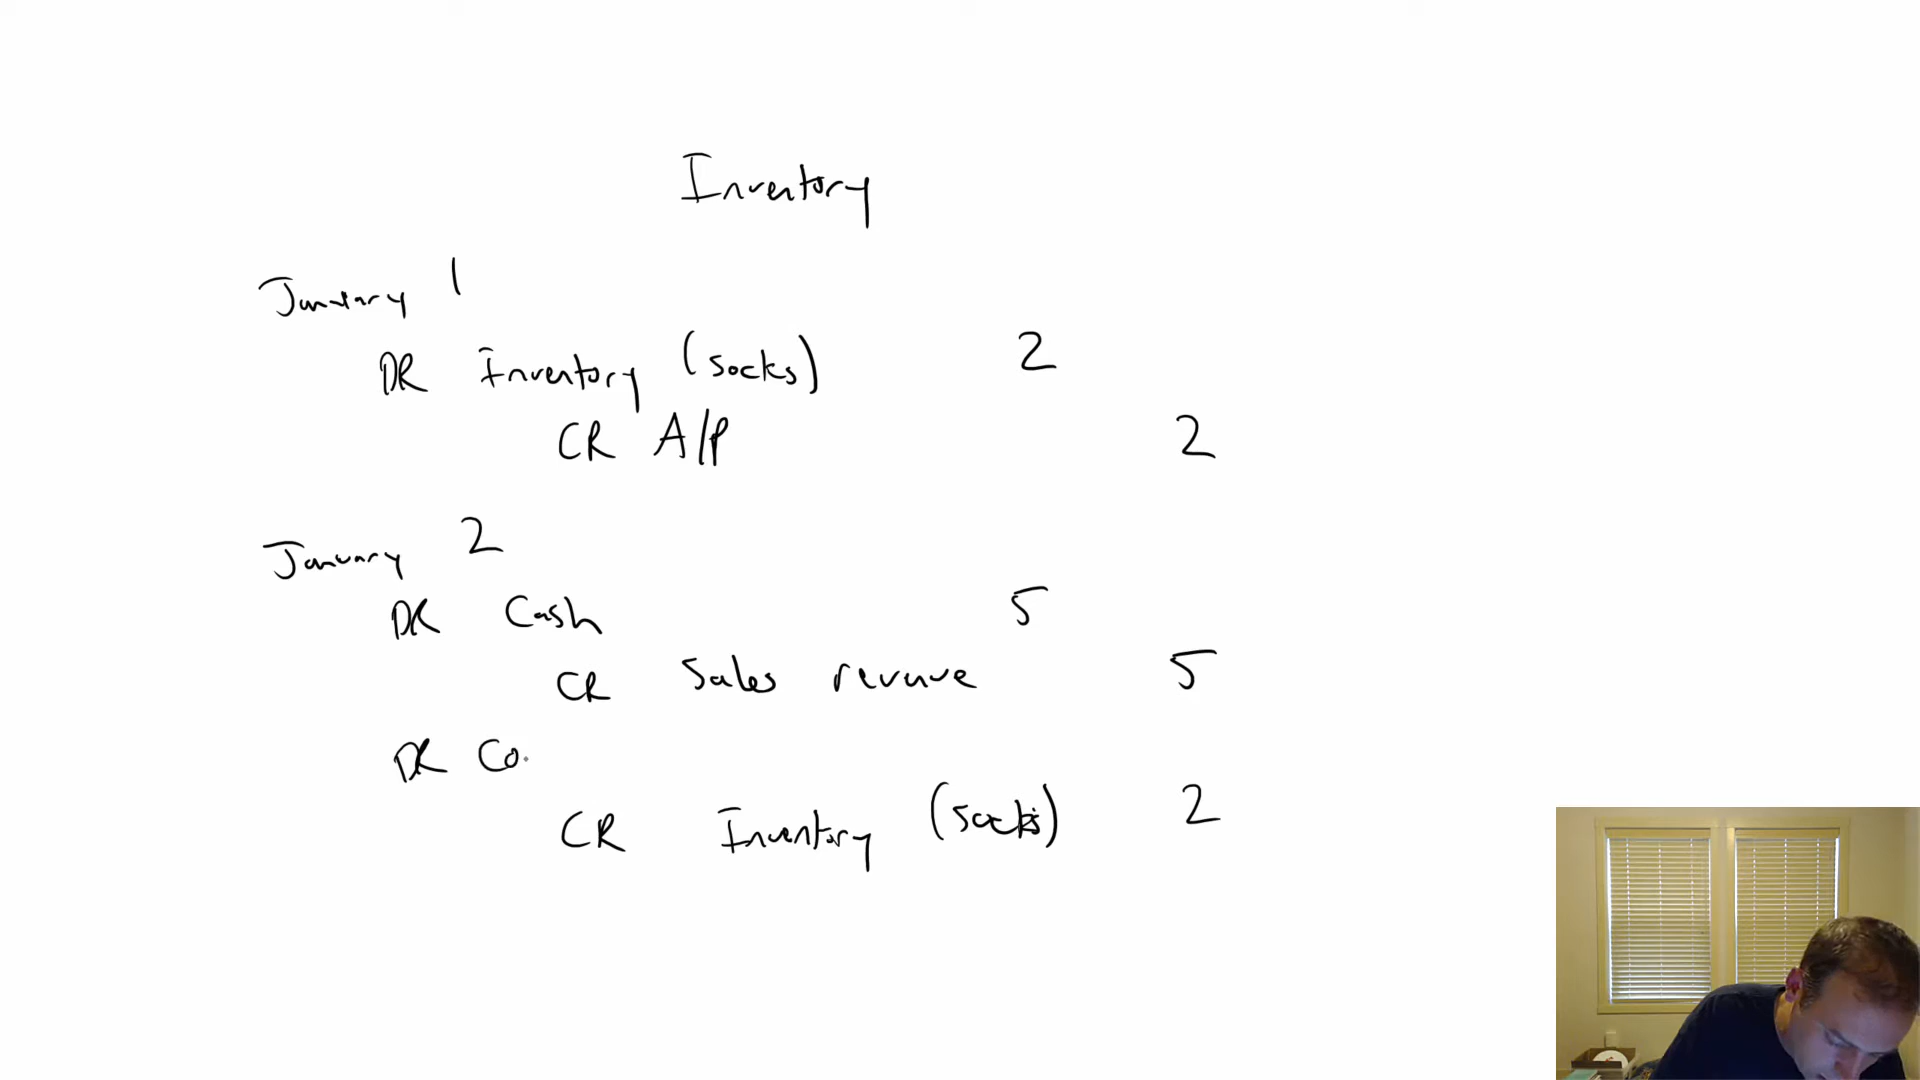 Inventory
January 1
DR Inventory (socks) 2
CR A/P 2
January 2
DR Cash 5
CR Sales revenue 5
DR Co
CR Inventory (socks) 2